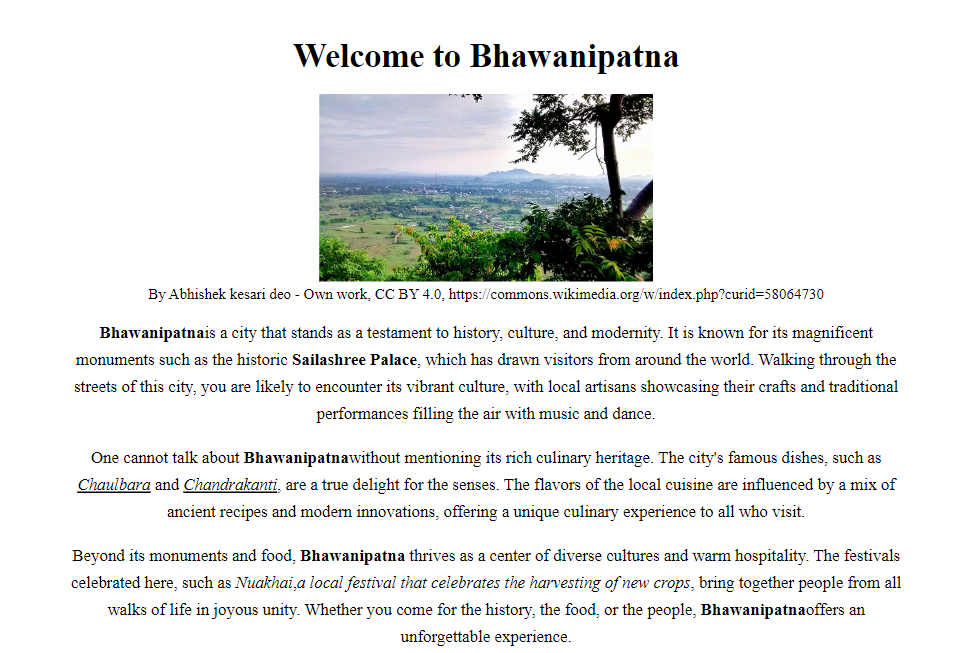 Welcome to Bhawanipatna
By Abhishek kesari deo - Own work, CC BY 4.0, https://commons.wikimedia.org/w/index.php?curid=58064730
Bhawanipatnais a city that stands as a testament to history, culture, and modernity. It is known for its magnificent
monuments such as the historic Sailashree Palace, which has drawn visitors from around the world. Walking through the
streets of this city, you are likely to encounter its vibrant culture, with local artisans showcasing their crafts and traditional
performances filling the air with music and dance.
One cannot talk about Bhawanipatnawithout mentioning its rich culinary heritage. The city's famous dishes, such as
Chaulbara and Chandrakanti, are a true delight for the senses. The flavors of the local cuisine are influenced by a mix of
ancient recipes and modern innovations, offering a unique culinary experience to all who visit.
Beyond its monuments and food, Bhawanipatna thrives as a center of diverse cultures and warm hospitality. The festivals
celebrated here, such as Nuakhai,a local festival that celebrates the harvesting of new crops, bring together people from all
walks of life in joyous unity. Whether you come for the history, the food, or the people, Bhawanipatnaoffers an
unforgettable experience.